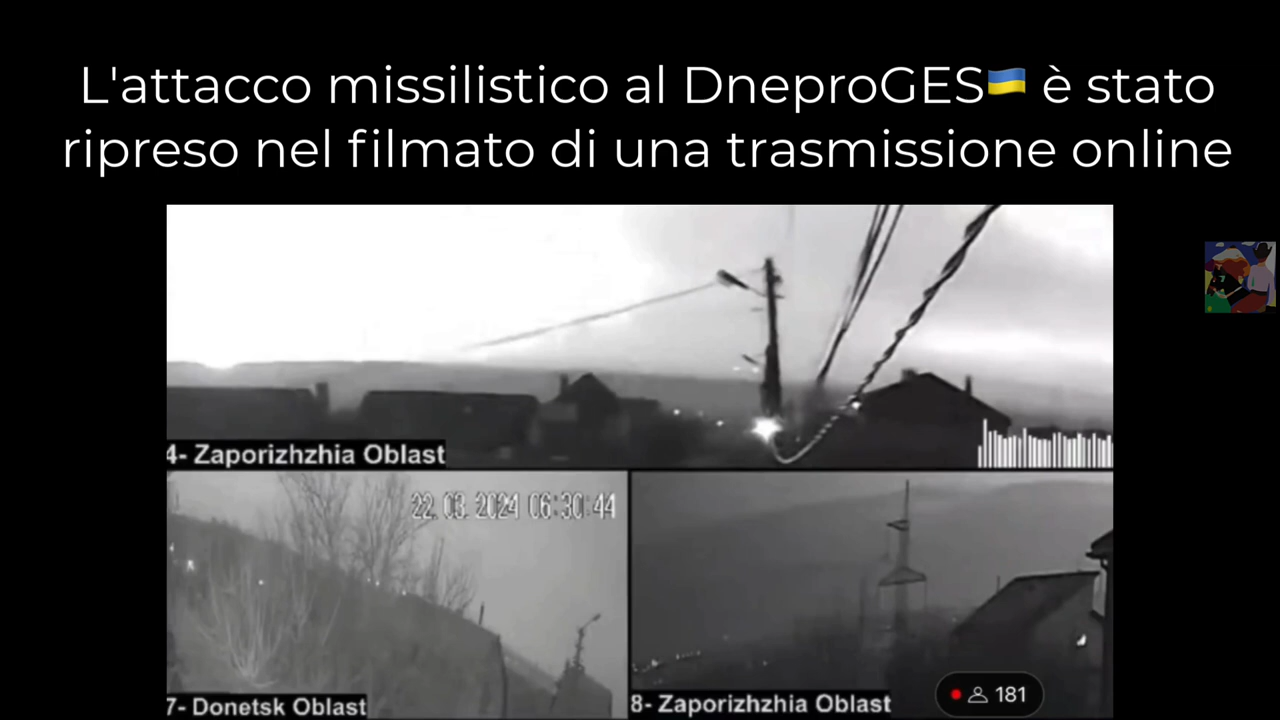 L'attacco missilistico al DneproGES🇺🇦 è stato
ripreso nel filmato di una trasmissione online
4- Zaporizhzhia Oblast
22.03.2024 06:30:44
7- Donetsk Oblast
8- Zaporizhzhia Oblast
181